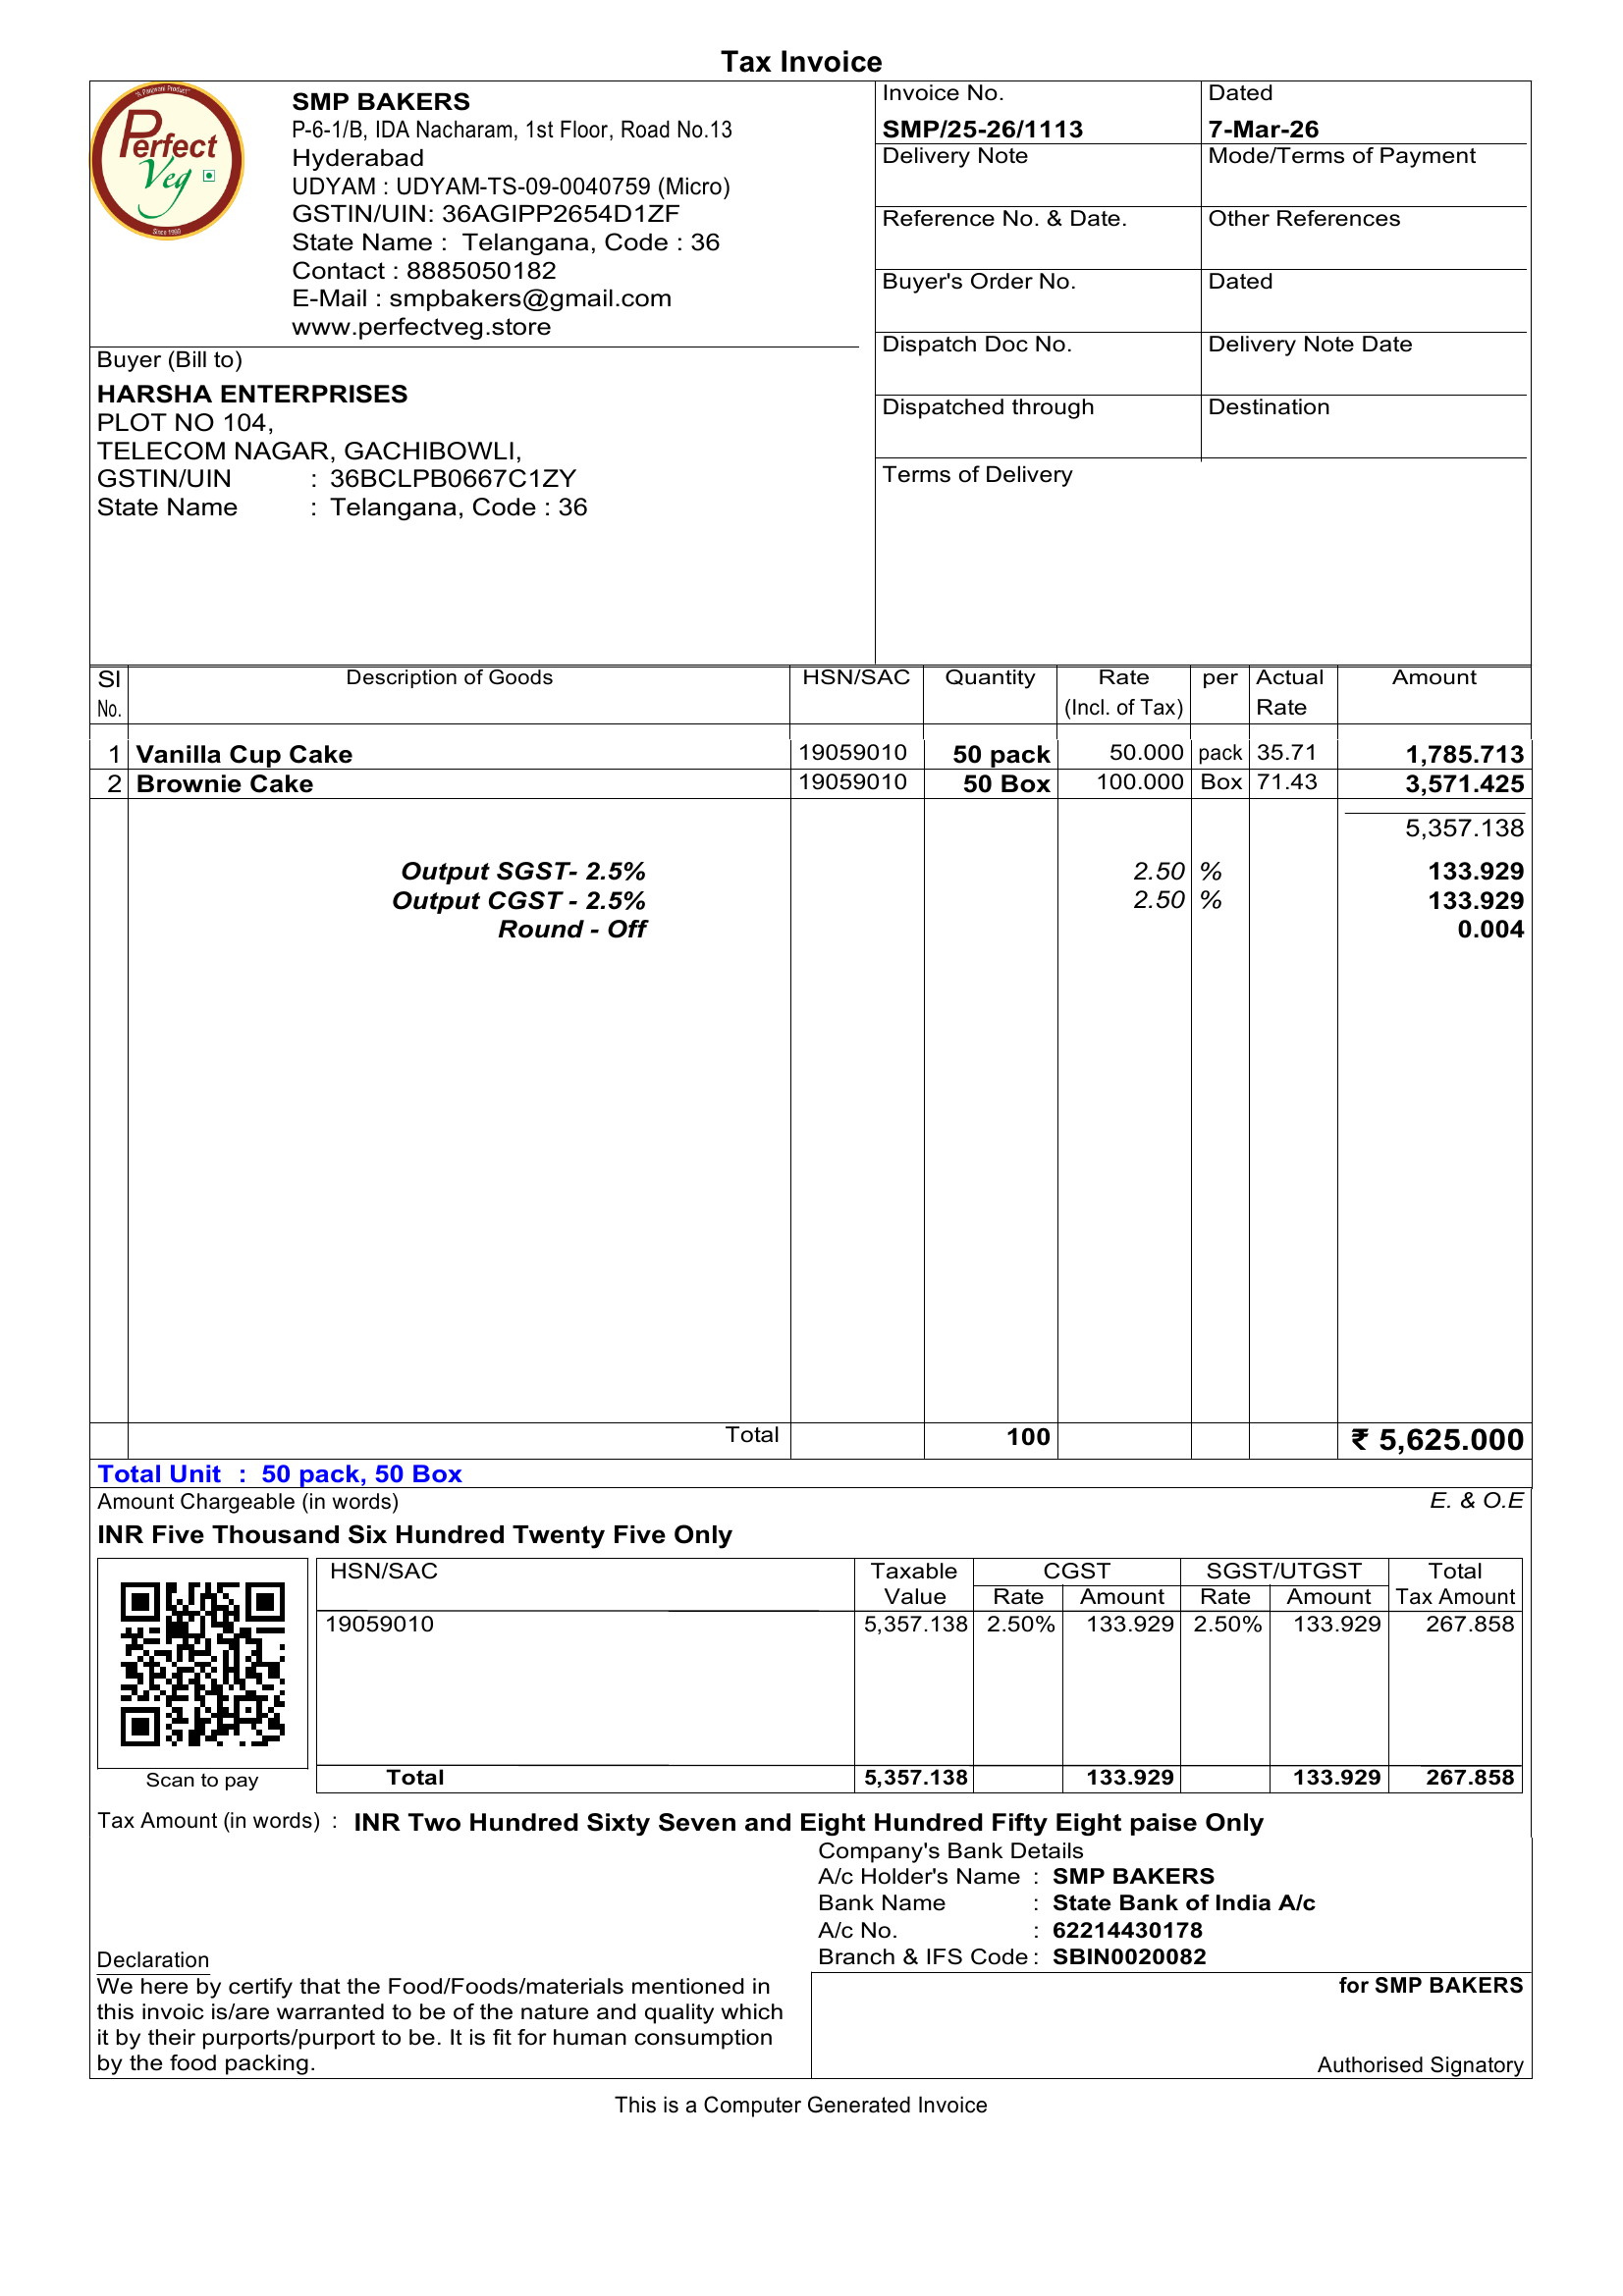 Tax Invoice
"A Panjwani Product"
Perfect
Veg
Since 1990
SMP BAKERS
P-6-1/B, IDA Nacharam, 1st Floor, Road No.13
Hyderabad
UDYAM : UDYAM-TS-09-0040759 (Micro)
GSTIN/UIN: 36AGIPP2654D1ZF
State Name : Telangana, Code : 36
Contact : 8885050182
E-Mail : smpbakers@gmail.com
www.perfectveg.store
Invoice No. Dated
SMP/25-26/1113 7-Mar-26
Delivery Note Mode/Terms of Payment
Reference No. & Date. Other References
Buyer's Order No. Dated
Dispatch Doc No. Delivery Note Date
Dispatched through Destination
Terms of Delivery
Buyer (Bill to)
HARSHA ENTERPRISES
PLOT NO 104,
TELECOM NAGAR, GACHIBOWLI,
GSTIN/UIN : 36BCLPB0667C1ZY
State Name : Telangana, Code : 36
Sl Description of Goods HSN/SAC Quantity Rate per Actual Amount
No. (Incl. of Tax) Rate
1 Vanilla Cup Cake 19059010 50 pack 50.000 pack 35.71 1,785.713
2 Brownie Cake 19059010 50 Box 100.000 Box 71.43 3,571.425
5,357.138
Output SGST- 2.5% 2.50 % 133.929
Output CGST - 2.5% 2.50 % 133.929
Round - Off 0.004
Total 100 ₹ 5,625.000
Total Unit : 50 pack, 50 Box
Amount Chargeable (in words) E. & O.E
INR Five Thousand Six Hundred Twenty Five Only
HSN/SAC Taxable CGST SGST/UTGST Total
Value Rate Amount Rate Amount Tax Amount
19059010 5,357.138 2.50% 133.929 2.50% 133.929 267.858
Total 5,357.138 133.929 133.929 267.858
Scan to pay
Tax Amount (in words) : INR Two Hundred Sixty Seven and Eight Hundred Fifty Eight paise Only
Company's Bank Details
A/c Holder's Name : SMP BAKERS
Bank Name : State Bank of India A/c
A/c No. : 62214430178
Branch & IFS Code : SBIN0020082
Declaration
We here by certify that the Food/Foods/materials mentioned in
this invoic is/are warranted to be of the nature and quality which
it by their purports/purport to be. It is fit for human consumption
by the food packing.
for SMP BAKERS
Authorised Signatory
This is a Computer Generated Invoice